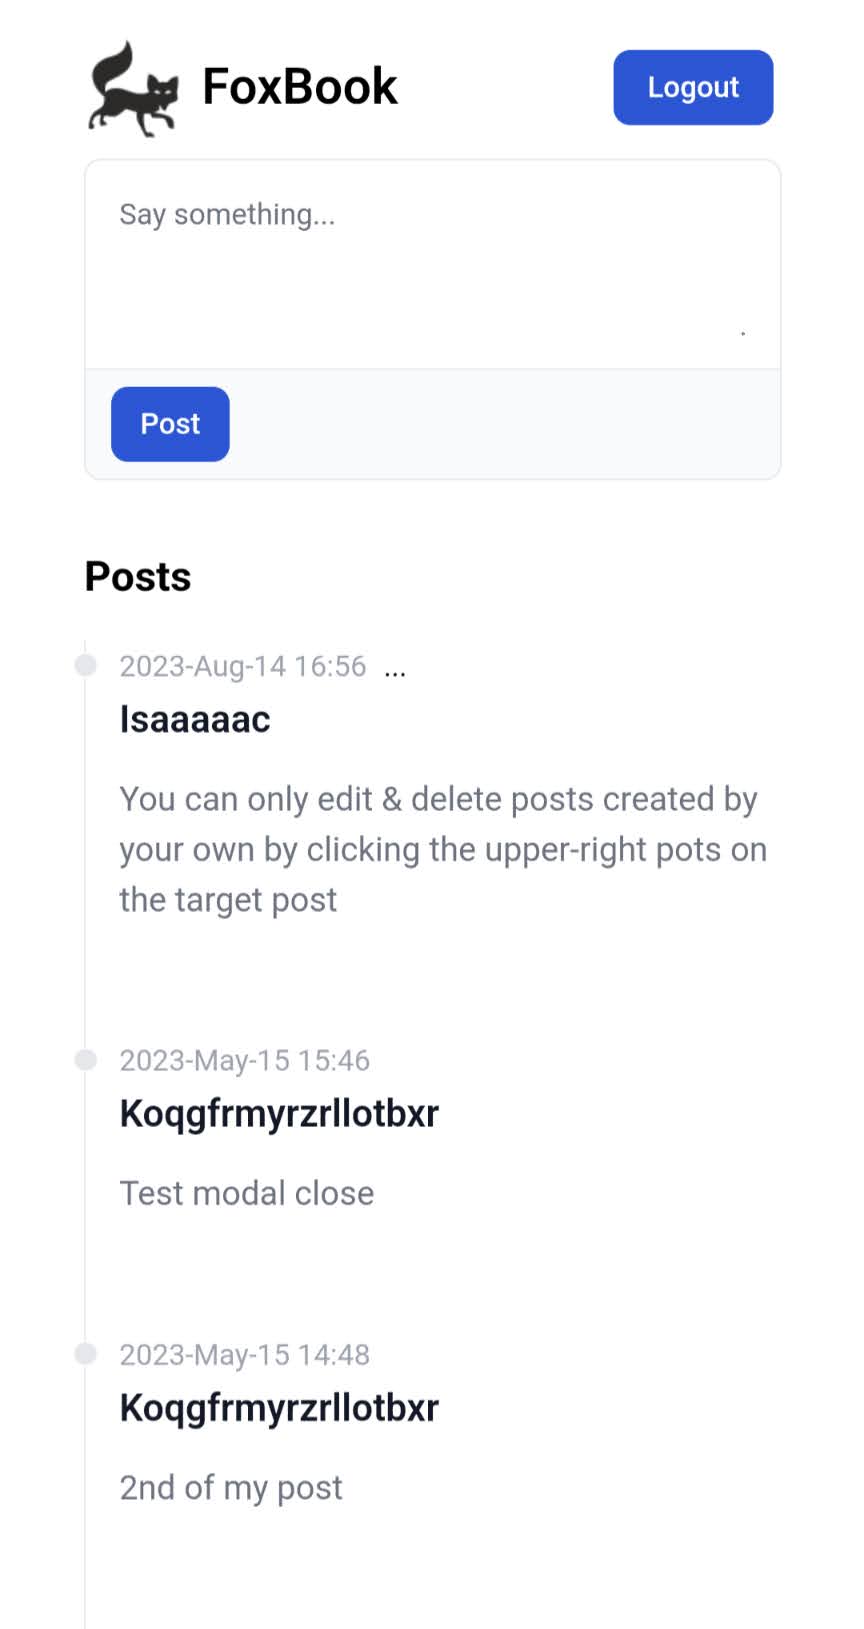 FoxBook
Logout
Say something...
Post
Posts
2023-Aug-14 16:56 ...
Isaaaaac
You can only edit & delete posts created by
your own by clicking the upper-right pots on
the target post
2023-May-15 15:46
Koqgfrmyrzrllotbxr
Test modal close
2023-May-15 14:48
Koqgfrmyrzrllotbxr
2nd of my post